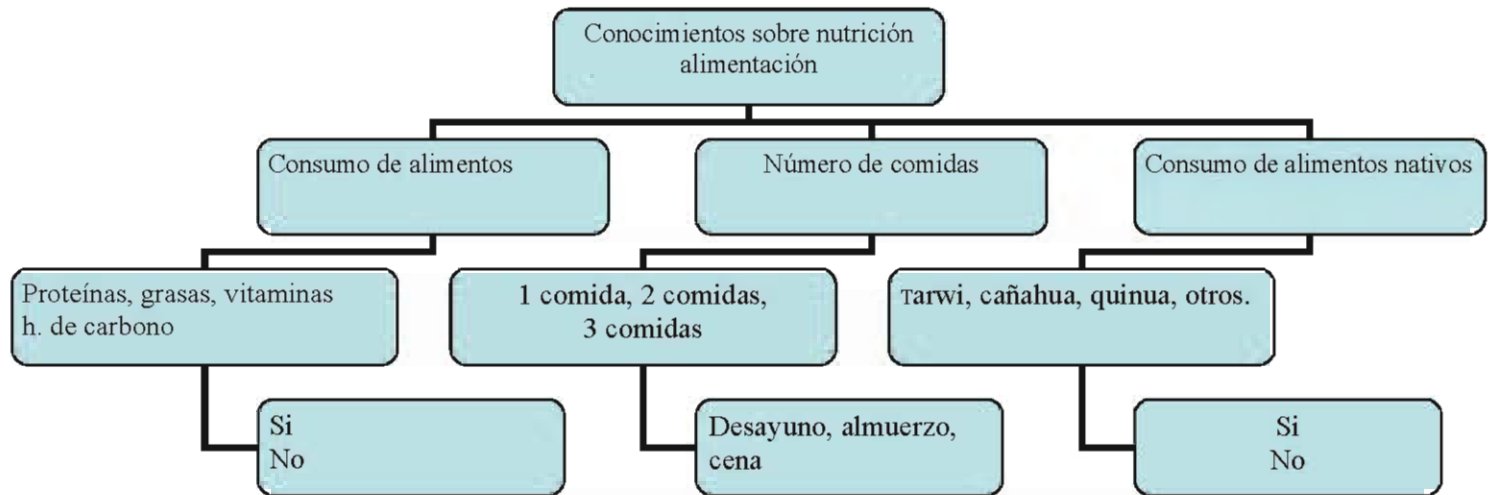 Conocimientos sobre nutrición
alimentación
Consumo de alimentos
Número de comidas
Consumo de alimentos nativos
Proteínas, grasas, vitaminas
h. de carbono
1 comida, 2 comidas,
3 comidas
Tarwi, cañahua, quinua, otros.
Si
No
Desayuno, almuerzo,
cena
Si
No